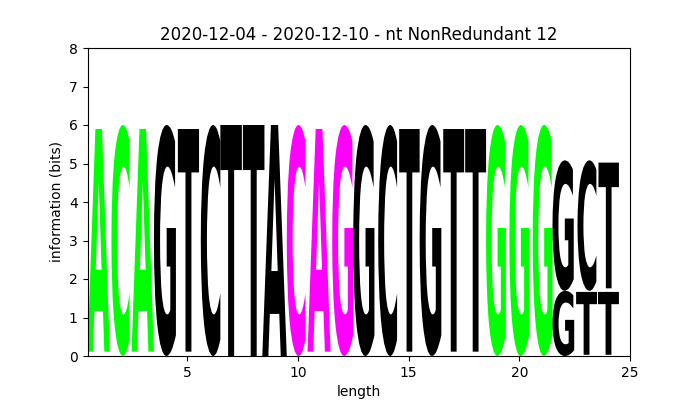 2020-12-04 - 2020-12-10 - nt NonRedundant 12
8
7
6
5
4
3
2
1
0
information (bits)
ACAGTCTTACAGGCTGTTGGGGCT
GTT
5 10 15 20 25
length